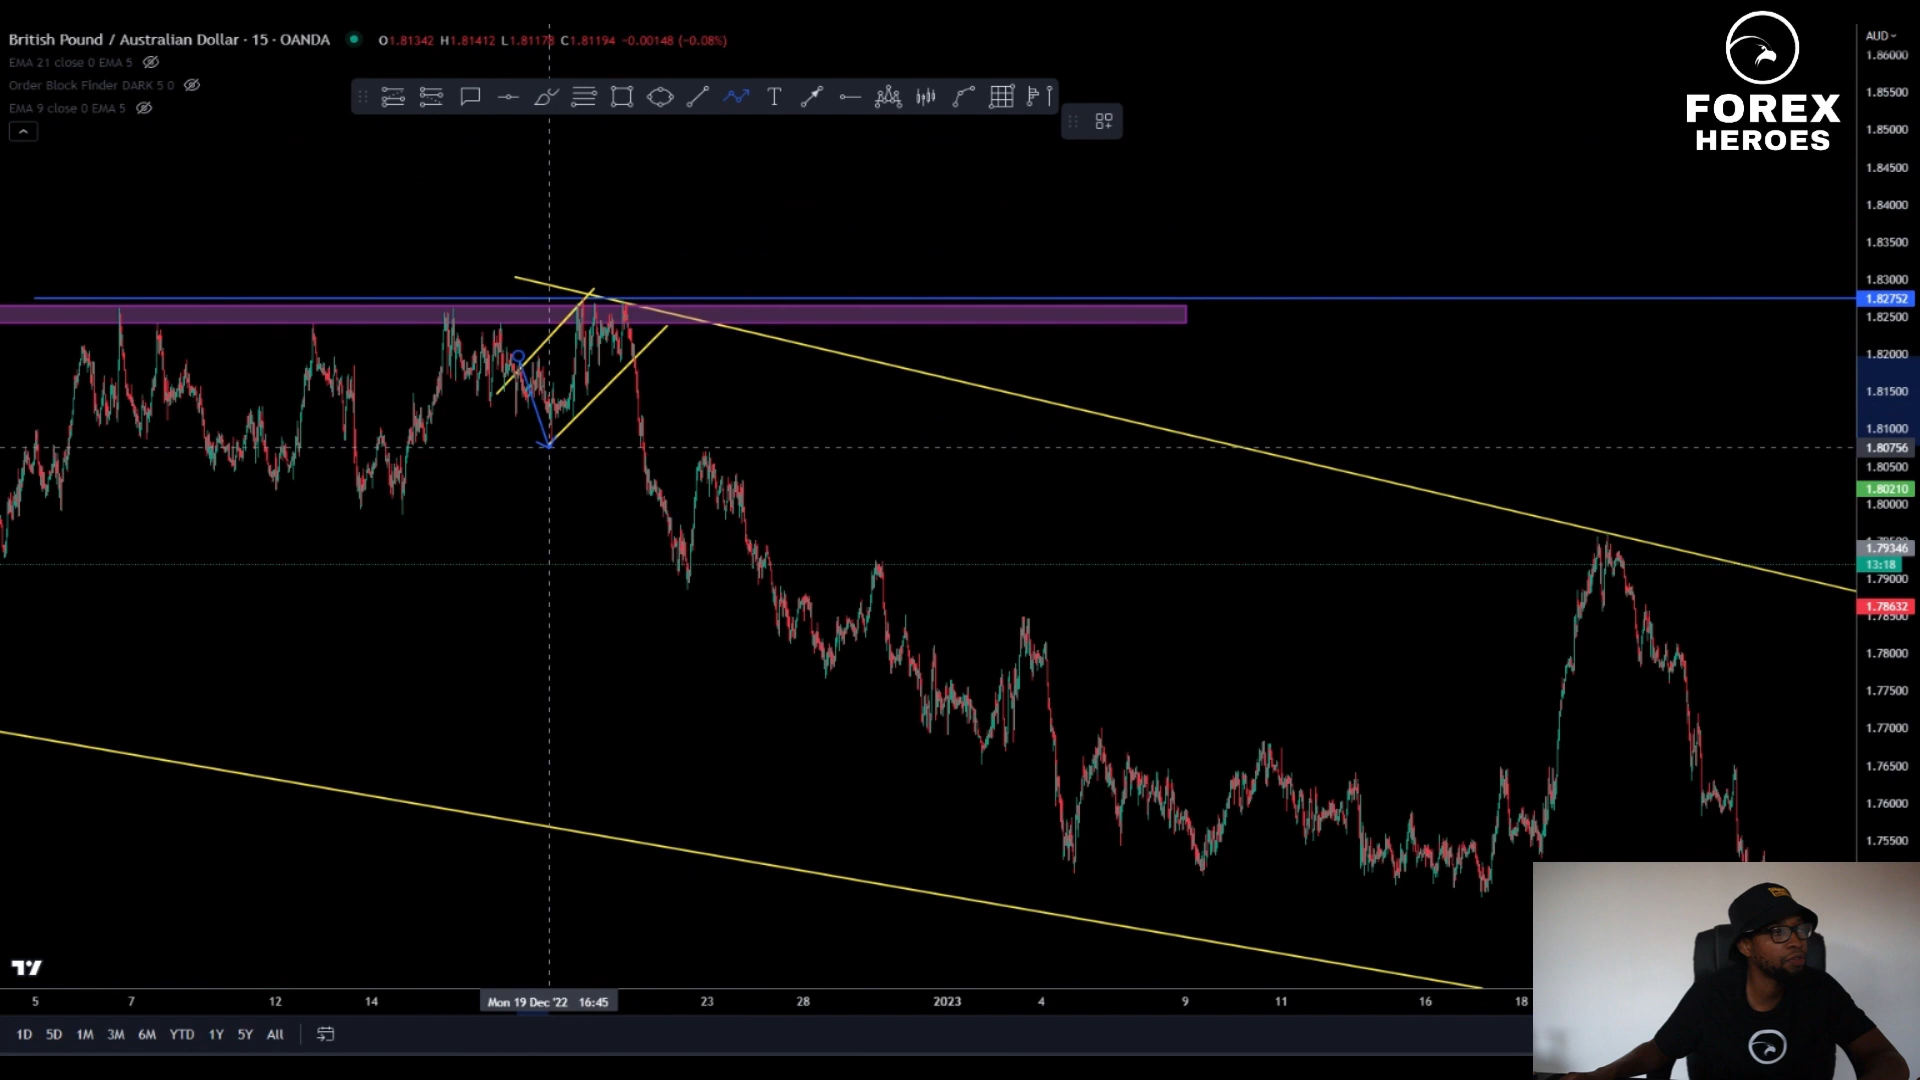 British Pound / Australian Dollar · 15 · OANDA O1.81342 H1.81412 L1.81178 C1.81194 -0.00148 (-0.08%)
EMA 21 close 0 EMA 5
Order Block Finder DARK 5 0
EMA 9 close 0 EMA 5
T
FOREX
HEROES
AUD
1.86000
1.85500
1.85000
1.84500
1.84000
1.83500
1.83000
1.82752
1.82500
1.82000
1.81500
1.81000
1.80756
1.80500
1.80210
1.80000
1.79346
13:18
1.79000
1.78632
1.78500
1.78000
1.77500
1.77000
1.76500
1.76000
1.75500
5 7 12 14 Mon 19 Dec '22 16:45 23 28 2023 4 9 11 16 18
1D 5D 1M 3M 6M YTD 1Y 5Y All